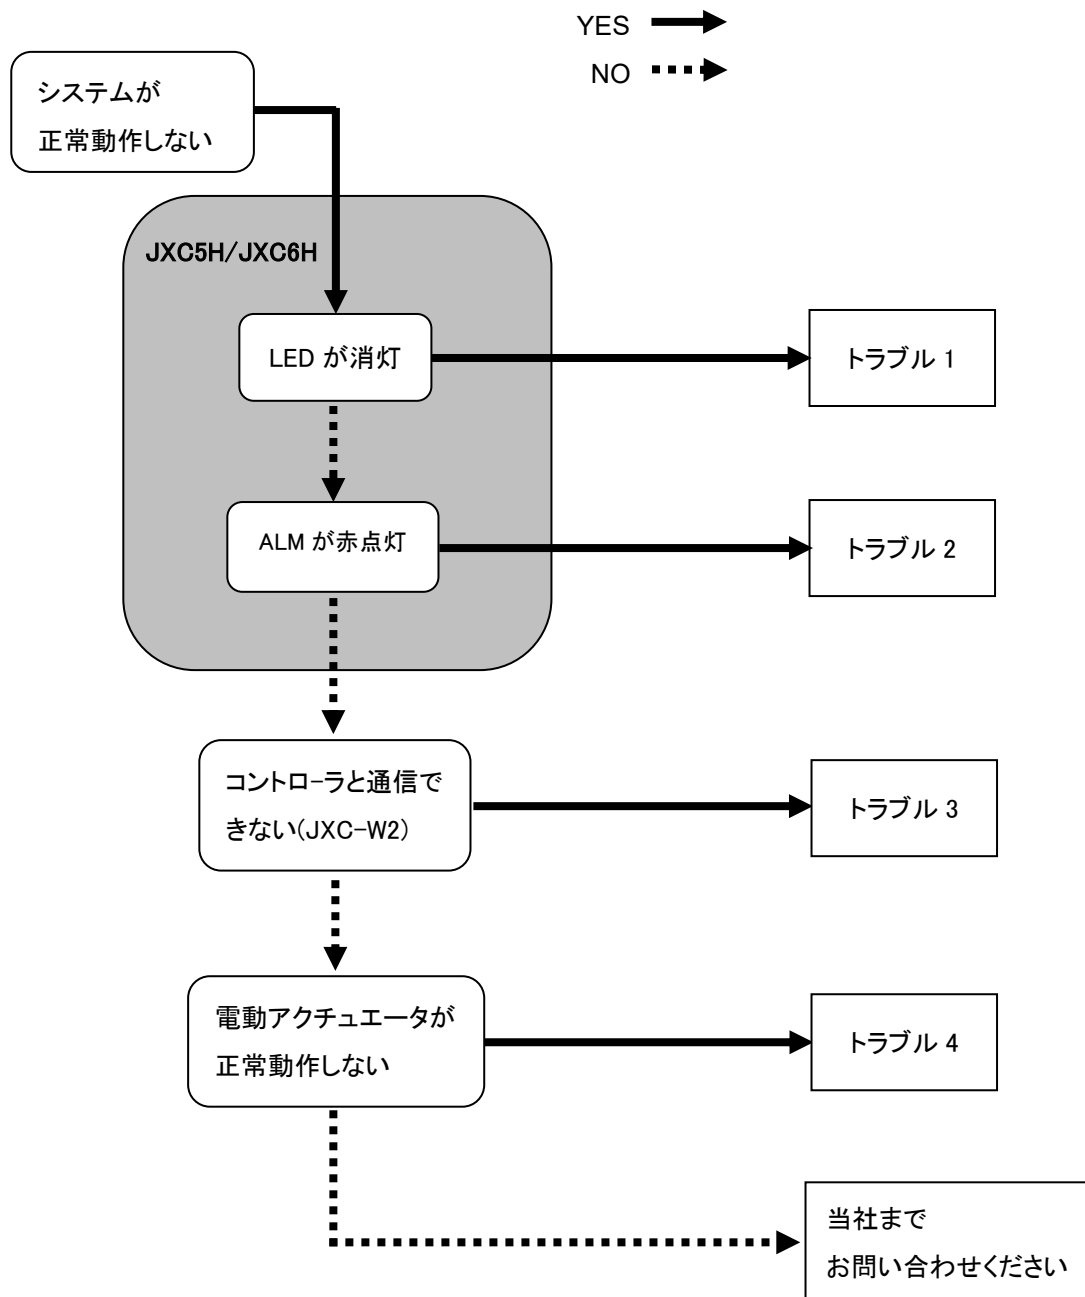 YES
NO
システムが
正常動作しない
JXC5H/JXC6H
LED が消灯
トラブル 1
ALM が赤点灯
トラブル 2
コントローラと通信で
きない(JXC-W2)
トラブル 3
電動アクチュエータが
正常動作しない
トラブル 4
当社まで
お問い合わせください